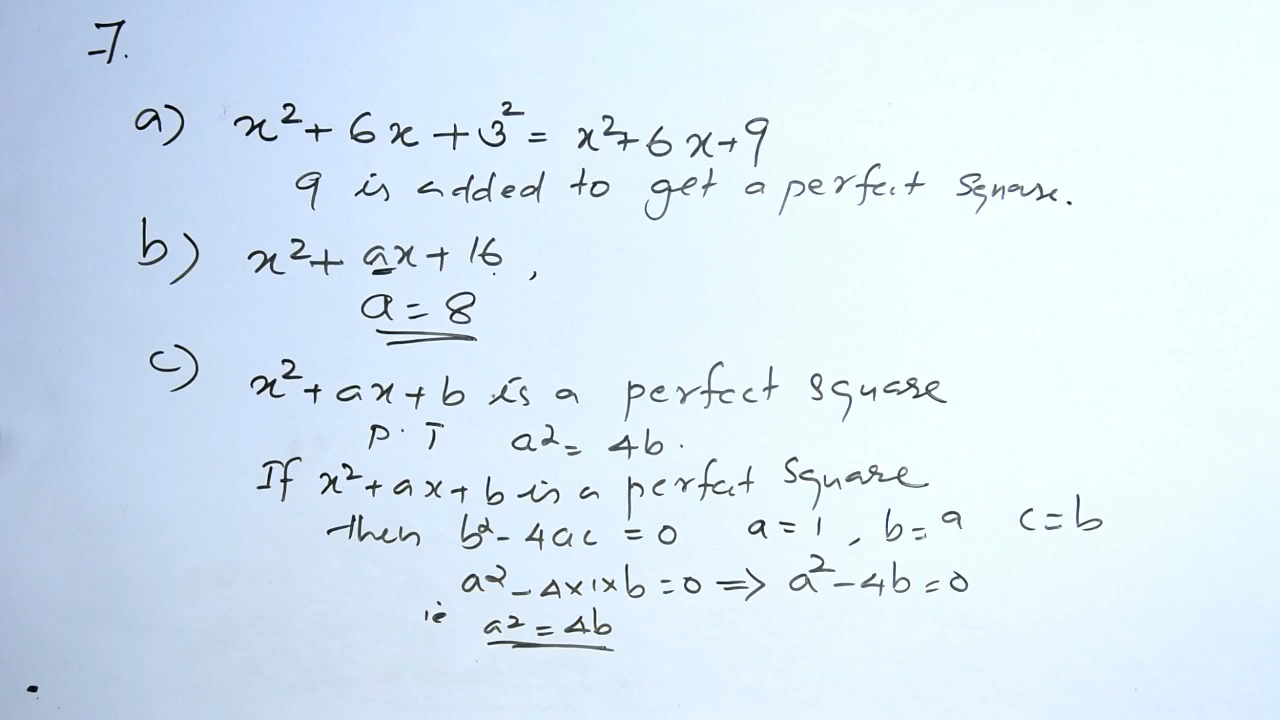 7.
a) x² + 6x + 3² = x² + 6x + 9
9 is added to get a perfect square.
b) x² + ax + 16,
a = 8
c)
x² + ax + b is a perfect square
P.T a² = 4b.
If x² + ax + b is a perfect square
then b² - 4ac = 0 a = 1, b = a c = b
a² - 4×1×b = 0 ⟹ a² - 4b = 0
ie a² = 4b